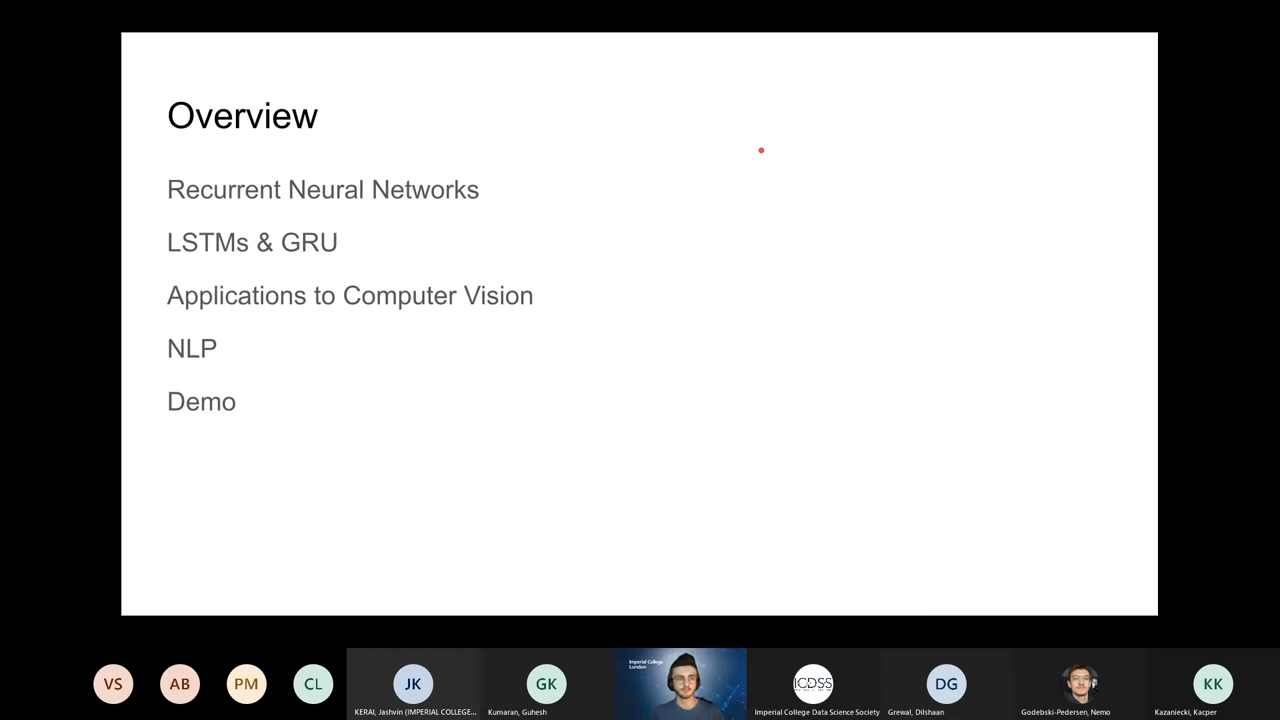 Overview
Recurrent Neural Networks
LSTMs & GRU
Applications to Computer Vision
NLP
Demo
VS
AB
PM
CL
JK
KERAI, Jashvin (IMPERIAL COLLEGE...
GK
Kumaran, Guhesh
Imperial College
London
ICDSS
Imperial College Data Science Society
DG
Grewal, Dilshaan
Godebski-Pedersen, Nemo
KK
Kazaniecki, Kacper